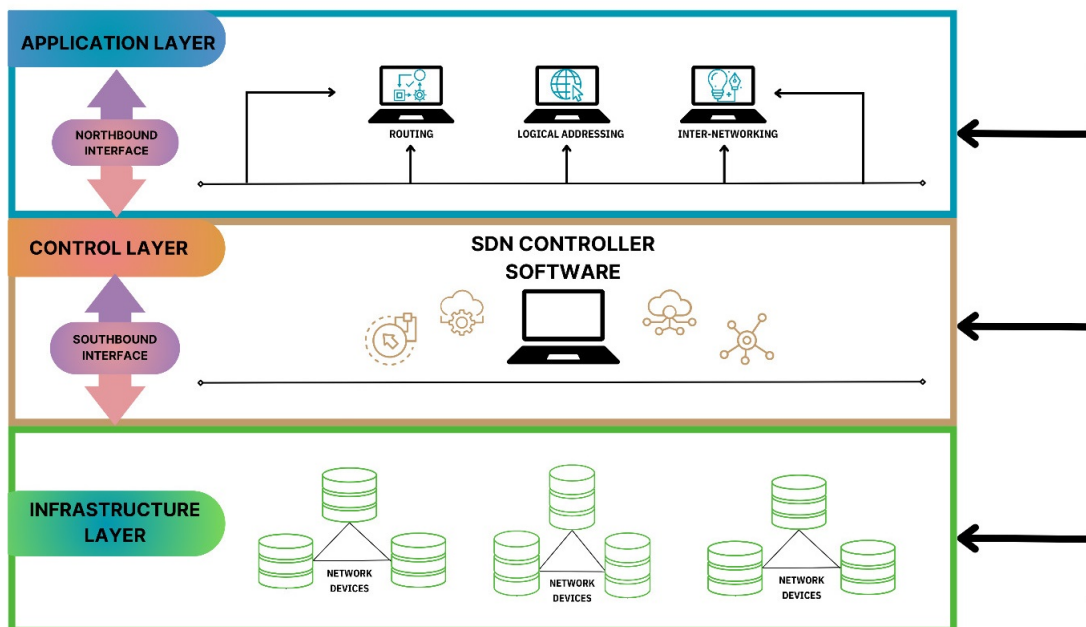 APPLICATION LAYER
NORTHBOUND
INTERFACE
ROUTING
LOGICAL ADDRESSING
INTER-NETWORKING
CONTROL LAYER
SDN CONTROLLER
SOFTWARE
SOUTHBOUND
INTERFACE
INFRASTRUCTURE
LAYER
NETWORK
DEVICES
NETWORK
DEVICES
NETWORK
DEVICES